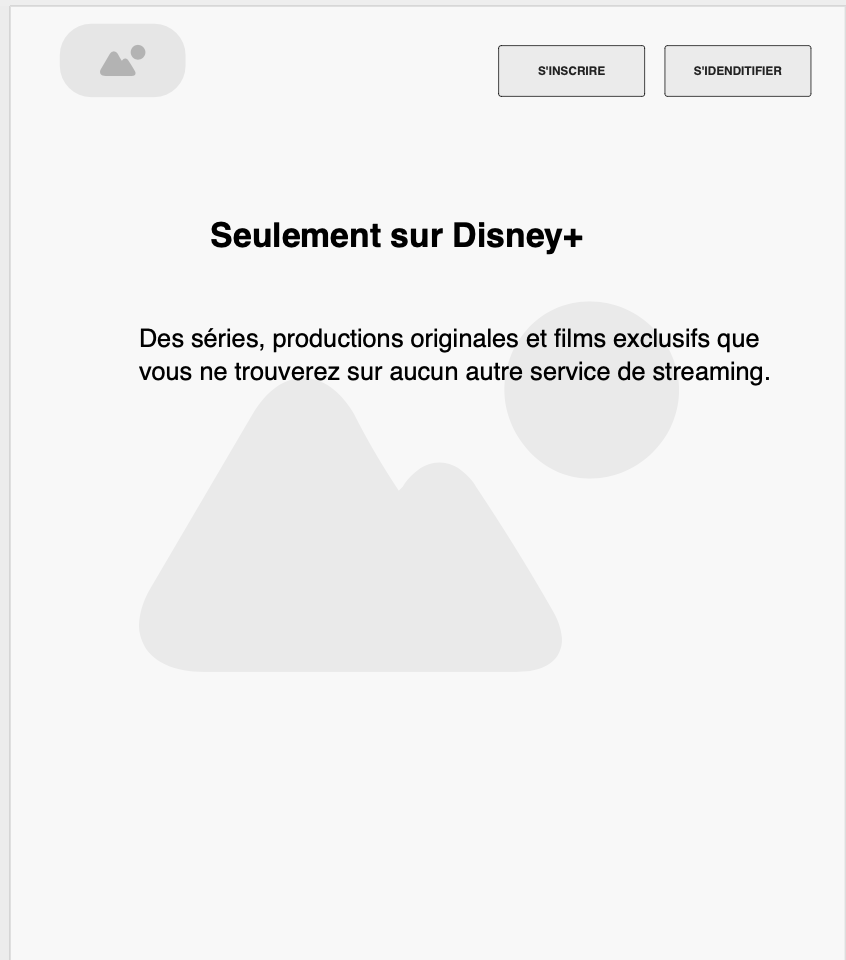 S'INSCRIRE
S'IDENDITIFIER
Seulement sur Disney+
Des séries, productions originales et films exclusifs que
vous ne trouverez sur aucun autre service de streaming.